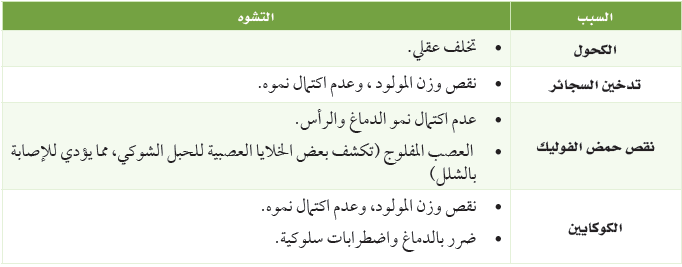 السبب
التشوه
الكحول
• تخلف عقلي.
تدخين السجائر
• نقص وزن المولود ، وعدم اكتمال نموه.
نقص حمض الفوليك
• عدم اكتمال نمو الدماغ والرأس.
• العصب المفلوج (تكشف بعض الخلايا العصبية للحبل الشوكي، مما يؤدي للإصابة
بالشلل)
الكوكايين
• نقص وزن المولود، وعدم اكتمال نموه.
• ضرر بالدماغ واضطرابات سلوكية.